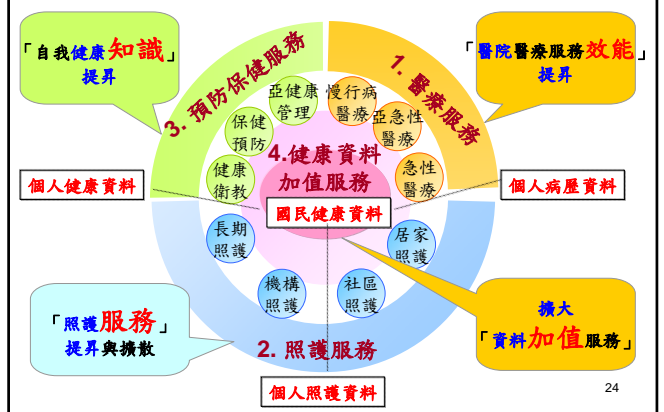 「自我健康知識」
提昇
「醫院醫療服務效能」
提昇
3. 預防保健服務
1. 醫療服務
亞健康
管理
慢行病
醫療
保健
預防
亞急性
醫療
健康
衛教
急性
醫療
4.健康資料
加值服務
個人健康資料
國民健康資料
個人病歷資料
長期
照護
居家
照護
機構
照護
社區
照護
「照護服務」
提昇與擴散
擴大
「資料加值服務」
2. 照護服務
個人照護資料
24